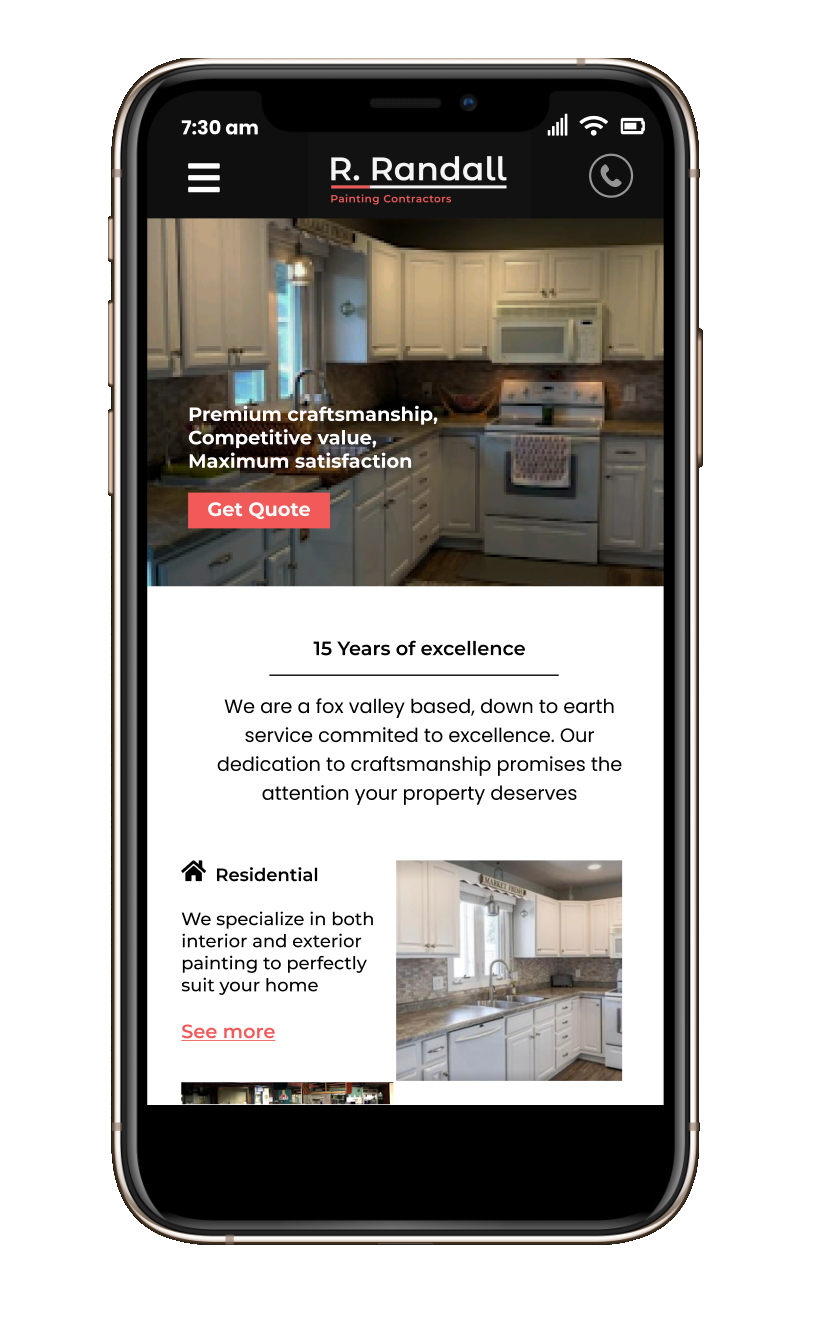 7:30 am
R. Randall
Painting Contractors
Premium craftsmanship,
Competitive value,
Maximum satisfaction
Get Quote
15 Years of excellence
We are a fox valley based, down to earth
service commited to excellence. Our
dedication to craftsmanship promises the
attention your property deserves
Residential
MARKET FRESH
We specialize in both
interior and exterior
painting to perfectly
suit your home
See more